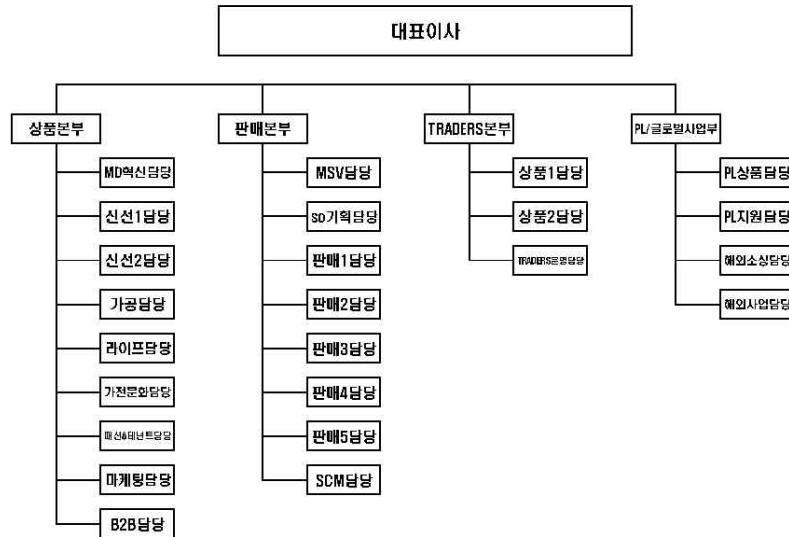 대표이사
상품본부
판매본부
TRADERS본부
PL/글로벌사업부
MD혁신담당
신선1담당
신선2담당
가공담당
라이프담당
가전문화담당
패션&테넌트담당
마케팅담당
B2B담당
MSV담당
SD기획담당
판매1담당
판매2담당
판매3담당
판매4담당
판매5담당
SCM담당
상품1담당
상품2담당
TRADERS운영담당
PL상품담당
PL지원담당
해외소싱담당
해외사업담당